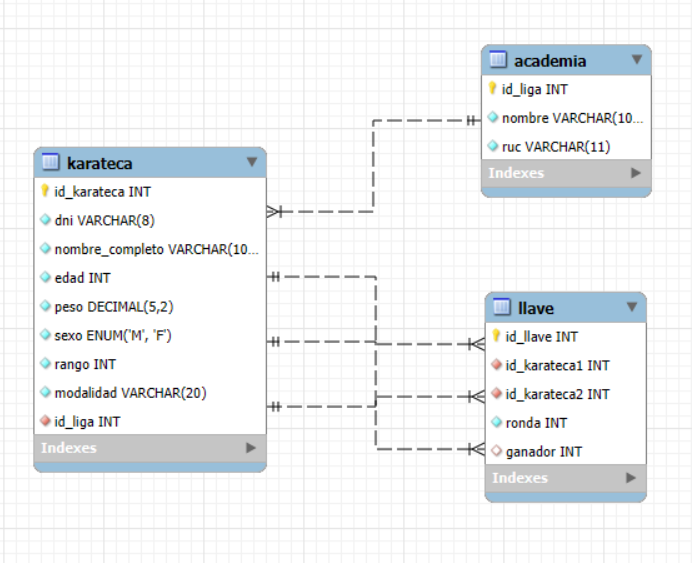 academia
id_liga INT
nombre VARCHAR(10...
ruc VARCHAR(11)
Indexes
karateca
id_karateca INT
dni VARCHAR(8)
nombre_completo VARCHAR(10...
edad INT
peso DECIMAL(5,2)
sexo ENUM('M', 'F')
rango INT
modalidad VARCHAR(20)
id_liga INT
Indexes
llave
id_llave INT
id_karateca1 INT
id_karateca2 INT
ronda INT
ganador INT
Indexes